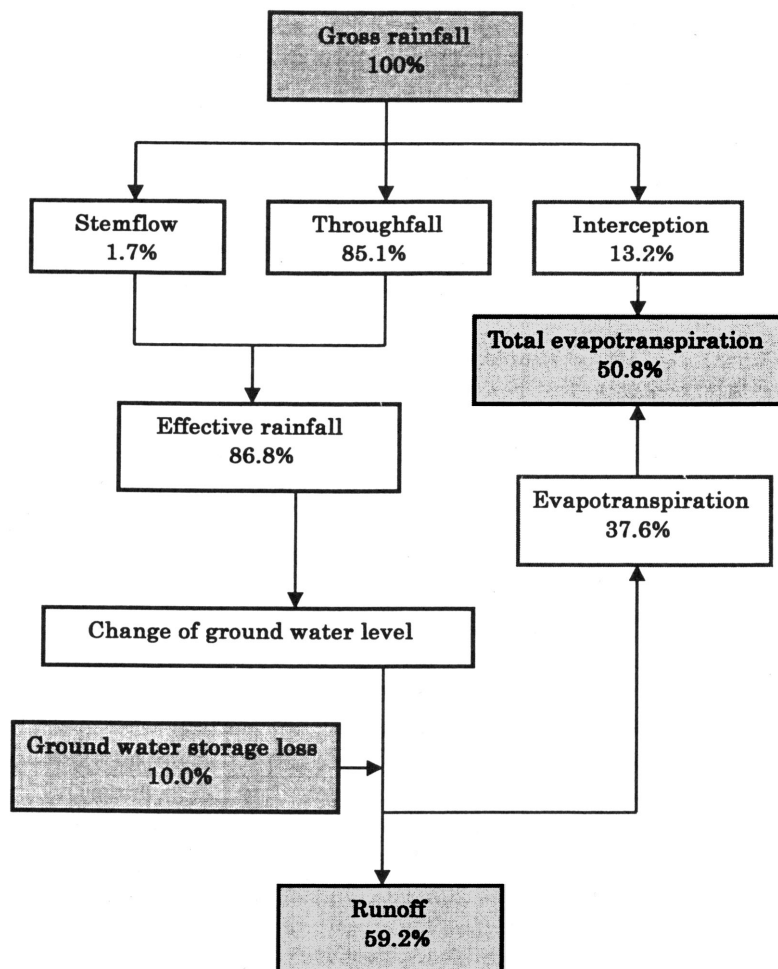 Gross rainfall
100%
Stemflow
1.7%
Throughfall
85.1%
Interception
13.2%
Total evapotranspiration
50.8%
Effective rainfall
86.8%
Evapotranspiration
37.6%
Change of ground water level
Ground water storage loss
10.0%
Runoff
59.2%